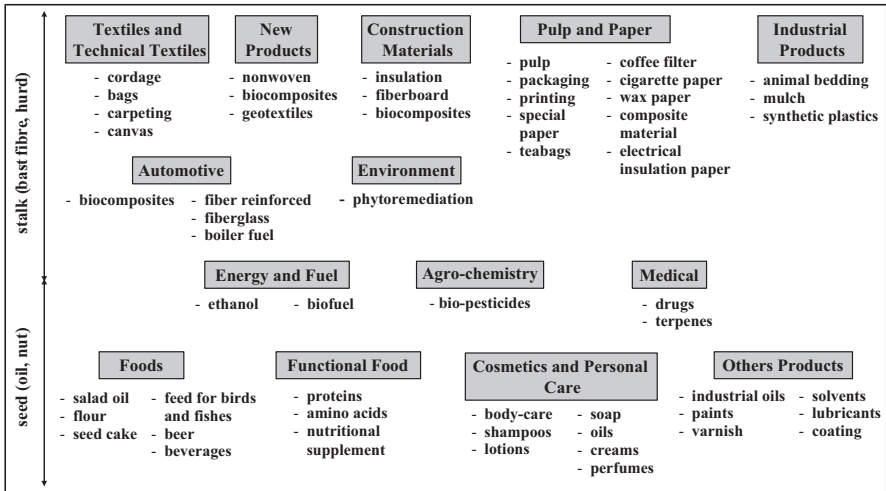 stalk (bast fibre, hurd)
seed (oil, nut)
Textiles and
Technical Textiles
- cordage
- bags
- carpeting
- canvas
New
Products
- nonwoven
- biocomposites
- geotextiles
Construction
Materials
- insulation
- fiberboard
- biocomposites
Pulp and Paper
- pulp
- packaging
- printing
- special
paper
- teabags
- coffee filter
- cigarette paper
- wax paper
- composite
material
- electrical
insulation paper
Industrial
Products
- animal bedding
- mulch
- synthetic plastics
Automotive
- biocomposites
- fiber reinforced
- fiberglass
- boiler fuel
Environment
- phytoremediation
Energy and Fuel
- ethanol
- biofuel
Agro-chemistry
- bio-pesticides
Medical
- drugs
- terpenes
Foods
- salad oil
- flour
- seed cake
- feed for birds
and fishes
- beer
- beverages
Functional Food
- proteins
- amino acids
- nutritional
supplement
Cosmetics and Personal
Care
- body-care
- shampoos
- lotions
- soap
- oils
- creams
- perfumes
Others Products
- industrial oils
- paints
- varnish
- solvents
- lubricants
- coating